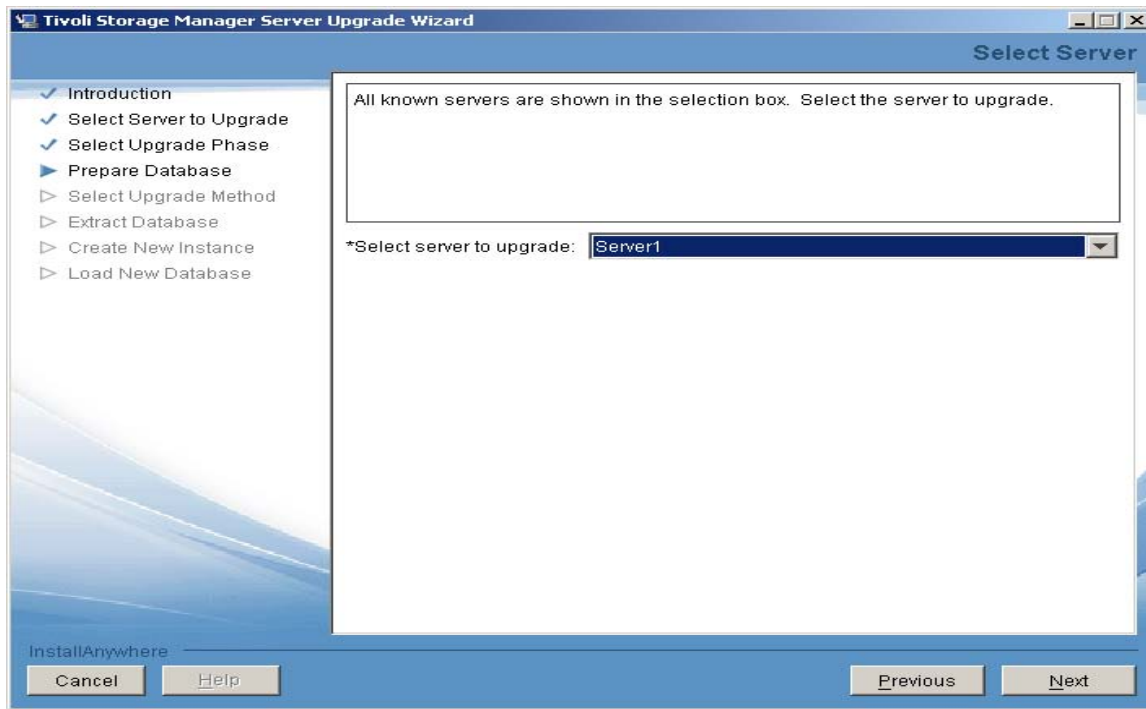 Tivoli Storage Manager Server Upgrade Wizard
Select Server
Introduction
Select Server to Upgrade
Select Upgrade Phase
Prepare Database
Select Upgrade Method
Extract Database
Create New Instance
Load New Database
All known servers are shown in the selection box.  Select the server to upgrade.
*Select server to upgrade:
Server1
InstallAnywhere
Cancel
Help
Previous
Next